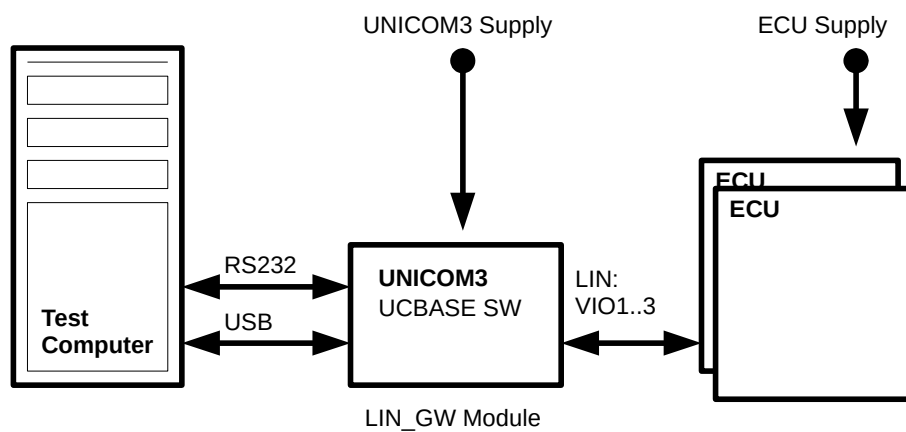 UNICOM3 Supply
ECU Supply
ECU
ECU
RS232
UNICOM3
UCBASE SW
LIN:
VIO1..3
USB
Test
Computer
LIN_GW Module